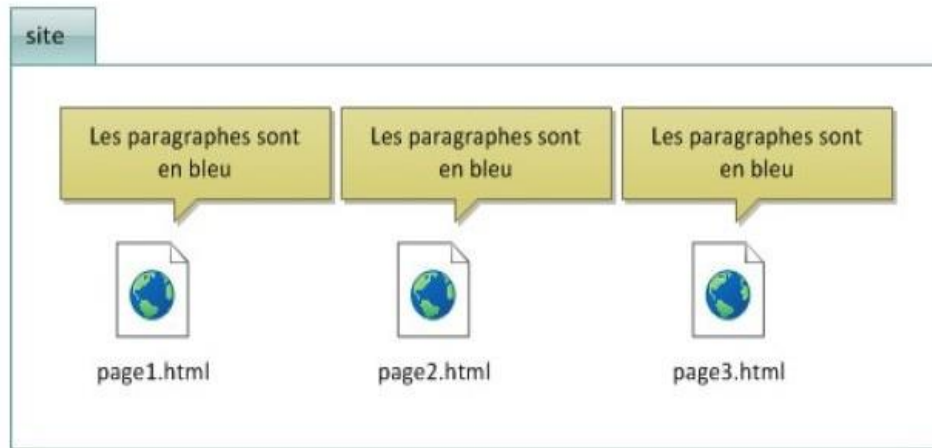 site
Les paragraphes sont
en bleu
Les paragraphes sont
en bleu
Les paragraphes sont
en bleu
page1.html
page2.html
page3.html